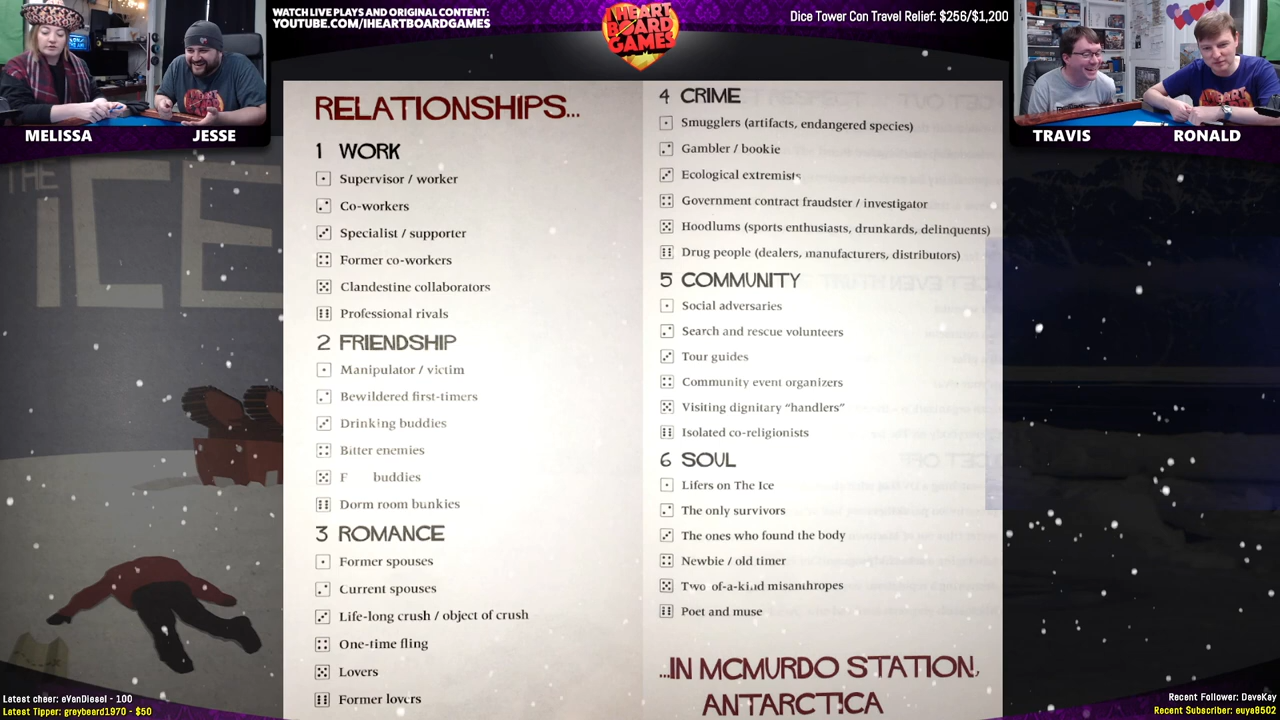 WATCH LIVE PLAYS AND ORIGINAL CONTENT:
YOUTUBE.COM/IHEARTBOARDGAMES
I HEART
BOARD
GAMES
Dice Tower Con Travel Relief: $256/$1,200
MELISSA
JESSE
TRAVIS
RONALD
THE
ICE
RELATIONSHIPS...
1 WORK
Supervisor / worker
Co-workers
Specialist / supporter
Former co-workers
Clandestine collaborators
Professional rivals
2 FRIENDSHIP
Manipulator / victim
Bewildered first-timers
Drinking buddies
Bitter enemies
F buddies
Dorm room bunkies
3 ROMANCE
Former spouses
Current spouses
Life-long crush / object of crush
One-time fling
Lovers
Former lovers
4 CRIME
Smugglers (artifacts, endangered species)
Gambler / bookie
Ecological extremists
Government contract fraudster / investigator
Hoodlums (sports enthusiasts, drunkards, delinquents)
Drug people (dealers, manufacturers, distributors)
5 COMMUNITY
Social adversaries
Search and rescue volunteers
Tour guides
Community event organizers
Visiting dignitary “handlers”
Isolated co-religionists
6 SOUL
Lifers on The Ice
The only survivors
The ones who found the body
Newbie / old timer
Two-of-a-kind misanthropes
Poet and muse
...IN MCMURDO STATION,
ANTARCTICA
Latest cheer: eVanDiesel - 100
Latest Tipper: greybeard1970 - $50
Recent Follower: DaveKay
Recent Subscriber: euya8502